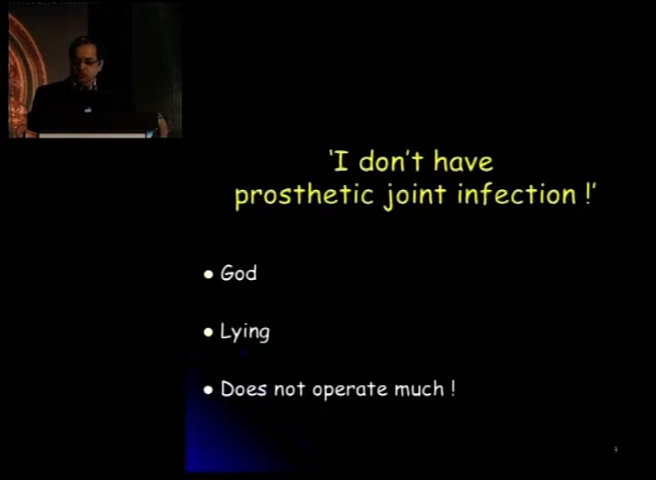 'I don't have
prosthetic joint infection !'
• God
• Lying
• Does not operate much !